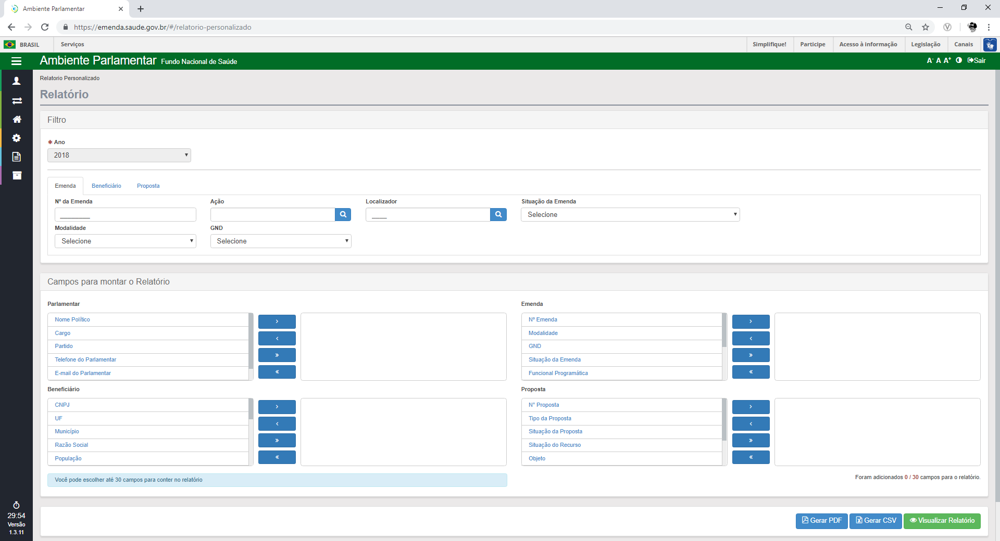 Ambiente Parlamentar
https://emenda.saude.gov.br/#/relatorio-personalizado
BRASIL Serviços Simplifique! Participe Acesso à informação Legislação Canais
Ambiente Parlamentar Fundo Nacional de Saúde A- A A+ Sair
Relatorio Personalizado
Relatório
Filtro
* Ano
2018
Emenda Beneficiário Proposta
Nº da Emenda Ação Localizador Situação da Emenda
________ ____ Selecione
Modalidade GND
Selecione Selecione
Campos para montar o Relatório
Parlamentar
Nome Político
Cargo
Partido
Telefone do Parlamentar
E-mail do Parlamentar
Emenda
Nº Emenda
Modalidade
GND
Situação da Emenda
Funcional Programática
Beneficiário
CNPJ
UF
Município
Razão Social
População
Proposta
N° Proposta
Tipo da Proposta
Situação da Proposta
Situação do Recurso
Objeto
Você pode escolher até 30 campos para conter no relatório
Foram adicionados 0 / 30 campos para o relatório.
29:54
Versão
1.3.11
Gerar PDF Gerar CSV Visualizar Relatório